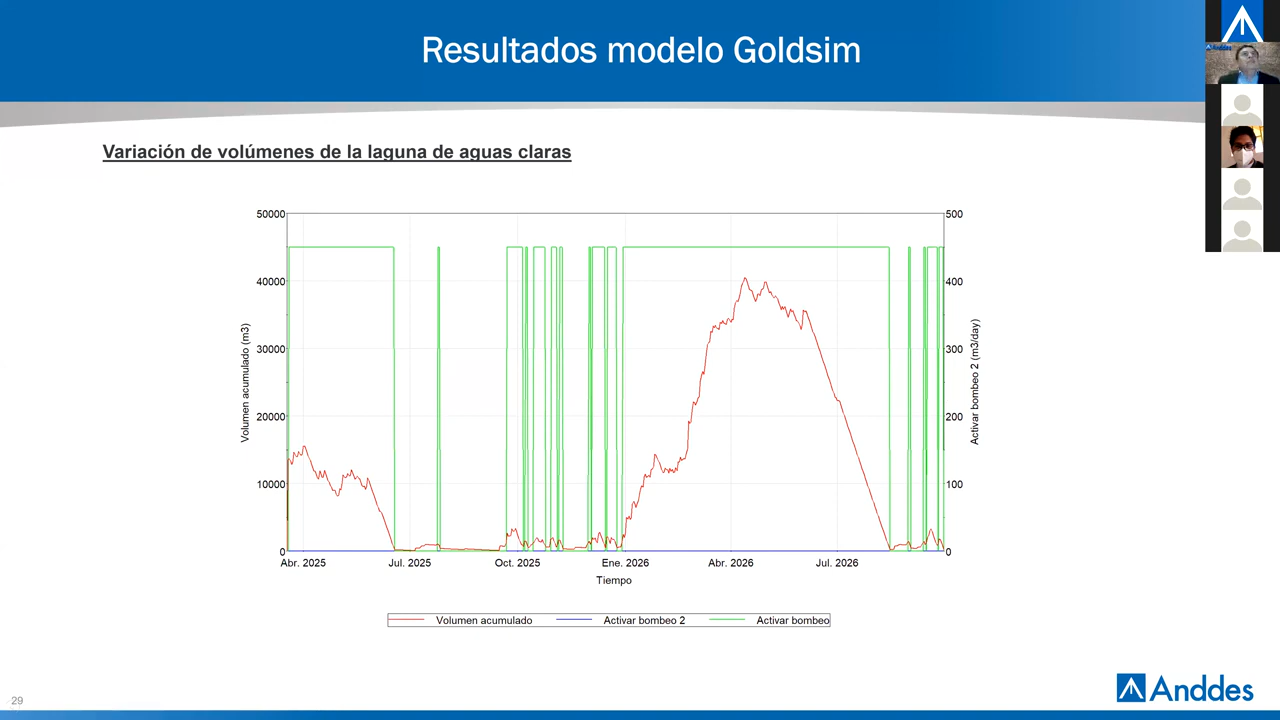 Resultados modelo Goldsim
Anddes
Variación de volúmenes de la laguna de aguas claras
50000
40000
30000
20000
10000
0
Volumen acumulado (m3)
500
400
300
200
100
0
Activar bombeo 2 (m3/day)
Abr. 2025
Jul. 2025
Oct. 2025
Ene. 2026
Abr. 2026
Jul. 2026
Tiempo
Volumen acumulado
Activar bombeo 2
Activar bombeo
29
Anddes